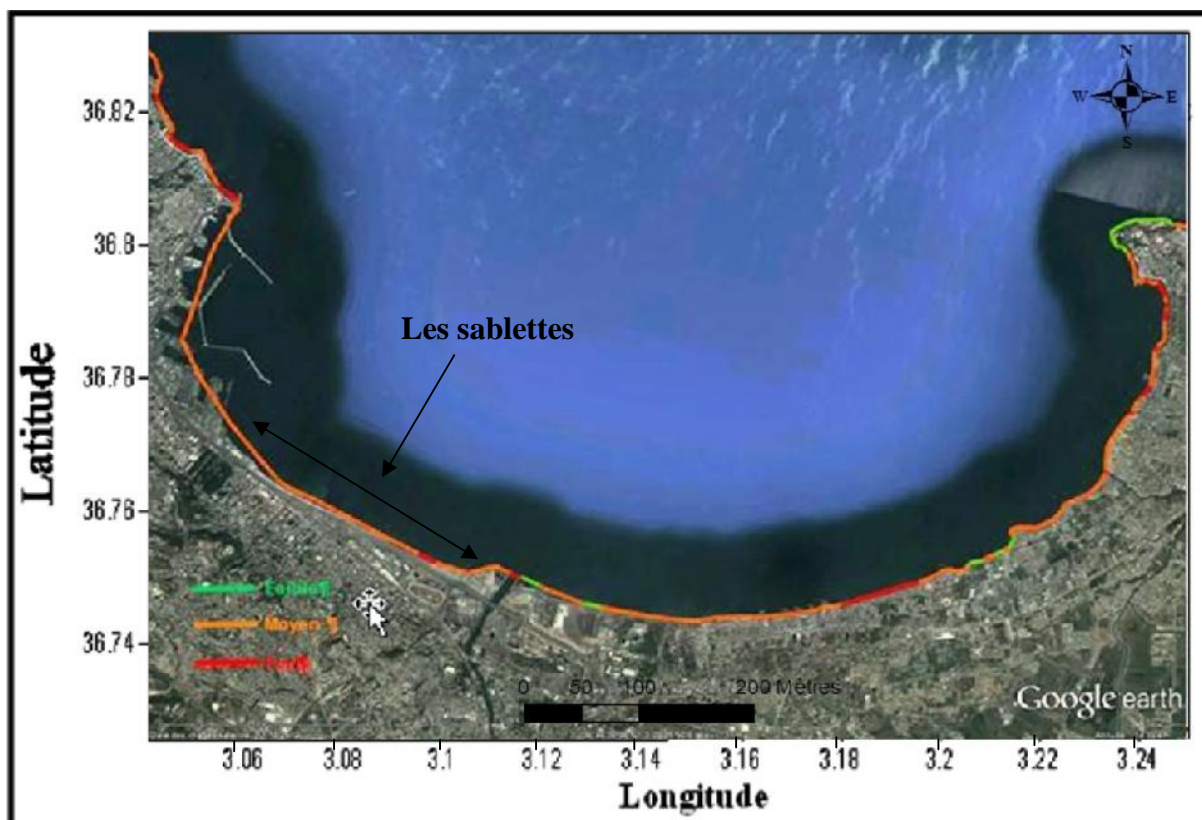 N
W E
S
36.82
36.8
36.78
36.76
36.74
Latitude
Les sablettes
Faible¶
Moyen ¶
Fort¶
0 50 100 200 Mètres
Google earth
3.06 3.08 3.1 3.12 3.14 3.16 3.18 3.2 3.22 3.24
Longitude